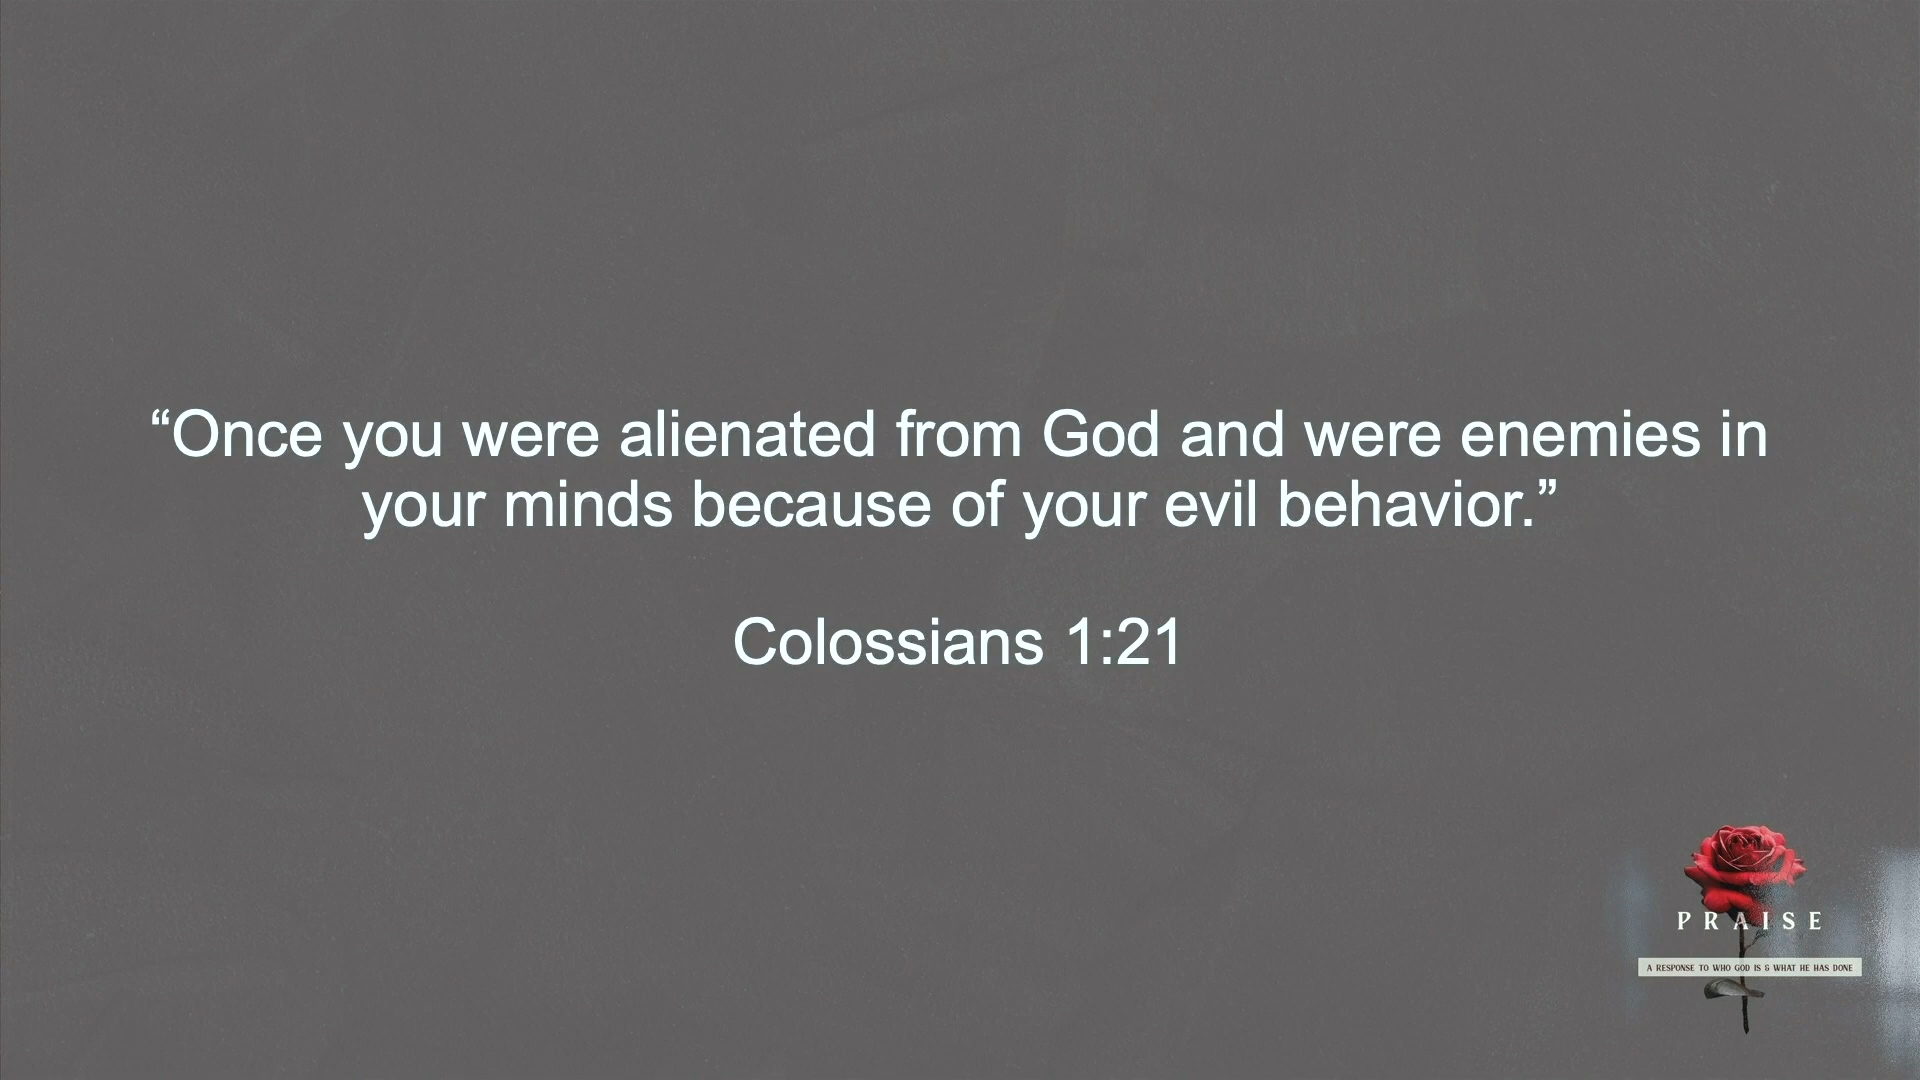 “Once you were alienated from God and were enemies in
your minds because of your evil behavior.”
Colossians 1:21
PRAISE
A RESPONSE TO WHO GOD IS & WHAT HE HAS DONE